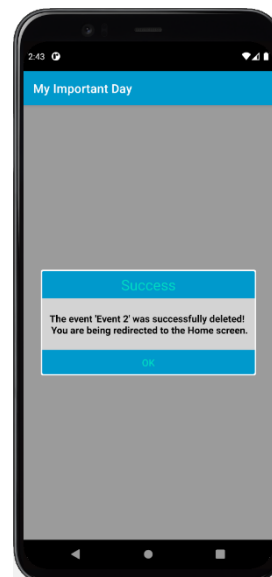 2:43
My Important Day
Success
The event 'Event 2' was successfully deleted!
You are being redirected to the Home screen.
OK